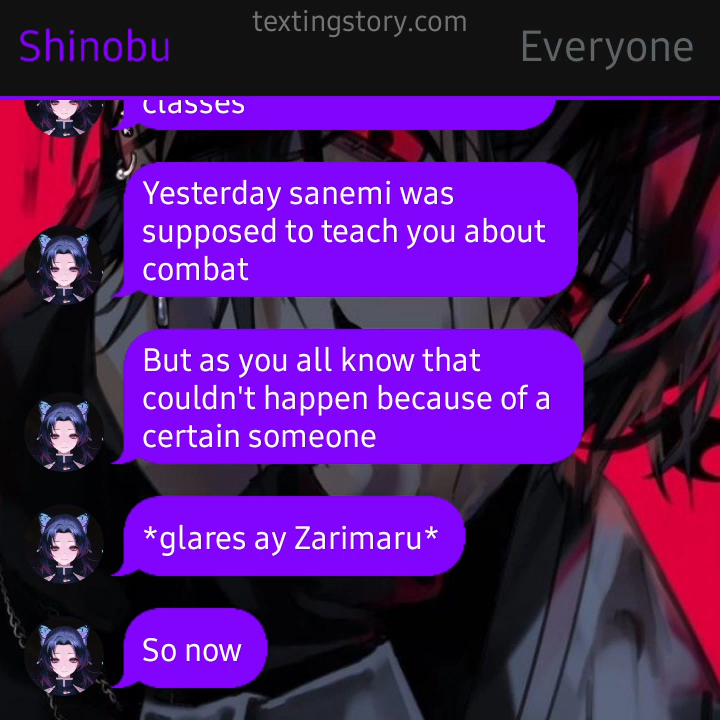 textingstory.com
Shinobu
Everyone
classes
Yesterday sanemi was
supposed to teach you about
combat
But as you all know that
couldn't happen because of a
certain someone
*glares ay Zarimaru*
So now